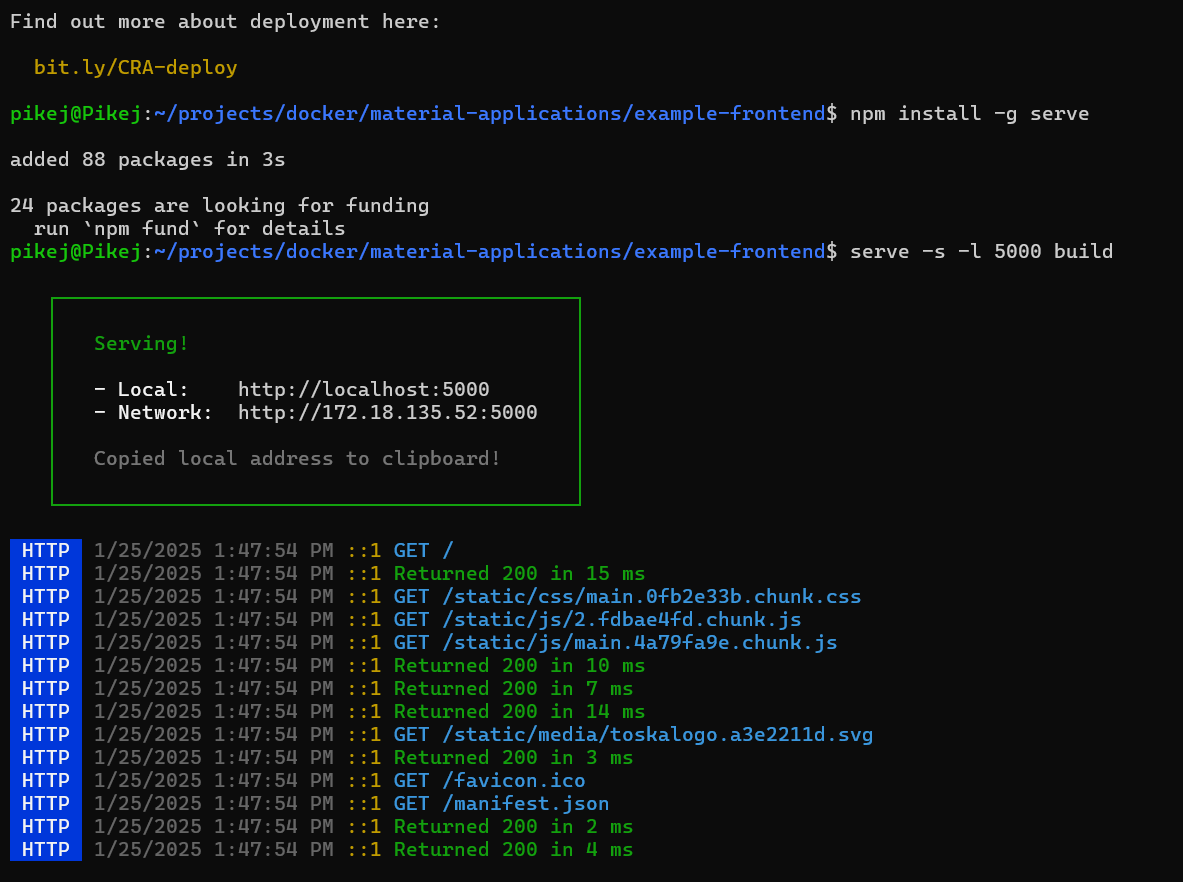 Find out more about deployment here:
bit.ly/CRA-deploy
pikej@Pikej:~/projects/docker/material-applications/example-frontend$ npm install -g serve
added 88 packages in 3s
24 packages are looking for funding
run `npm fund` for details
pikej@Pikej:~/projects/docker/material-applications/example-frontend$ serve -s -l 5000 build
Serving!
- Local:    http://localhost:5000
- Network:  http://172.18.135.52:5000
Copied local address to clipboard!
HTTP 1/25/2025 1:47:54 PM ::1 GET /
HTTP 1/25/2025 1:47:54 PM ::1 Returned 200 in 15 ms
HTTP 1/25/2025 1:47:54 PM ::1 GET /static/css/main.0fb2e33b.chunk.css
HTTP 1/25/2025 1:47:54 PM ::1 GET /static/js/2.fdbae4fd.chunk.js
HTTP 1/25/2025 1:47:54 PM ::1 GET /static/js/main.4a79fa9e.chunk.js
HTTP 1/25/2025 1:47:54 PM ::1 Returned 200 in 10 ms
HTTP 1/25/2025 1:47:54 PM ::1 Returned 200 in 7 ms
HTTP 1/25/2025 1:47:54 PM ::1 Returned 200 in 14 ms
HTTP 1/25/2025 1:47:54 PM ::1 GET /static/media/toskalogo.a3e2211d.svg
HTTP 1/25/2025 1:47:54 PM ::1 Returned 200 in 3 ms
HTTP 1/25/2025 1:47:54 PM ::1 GET /favicon.ico
HTTP 1/25/2025 1:47:54 PM ::1 GET /manifest.json
HTTP 1/25/2025 1:47:54 PM ::1 Returned 200 in 2 ms
HTTP 1/25/2025 1:47:54 PM ::1 Returned 200 in 4 ms